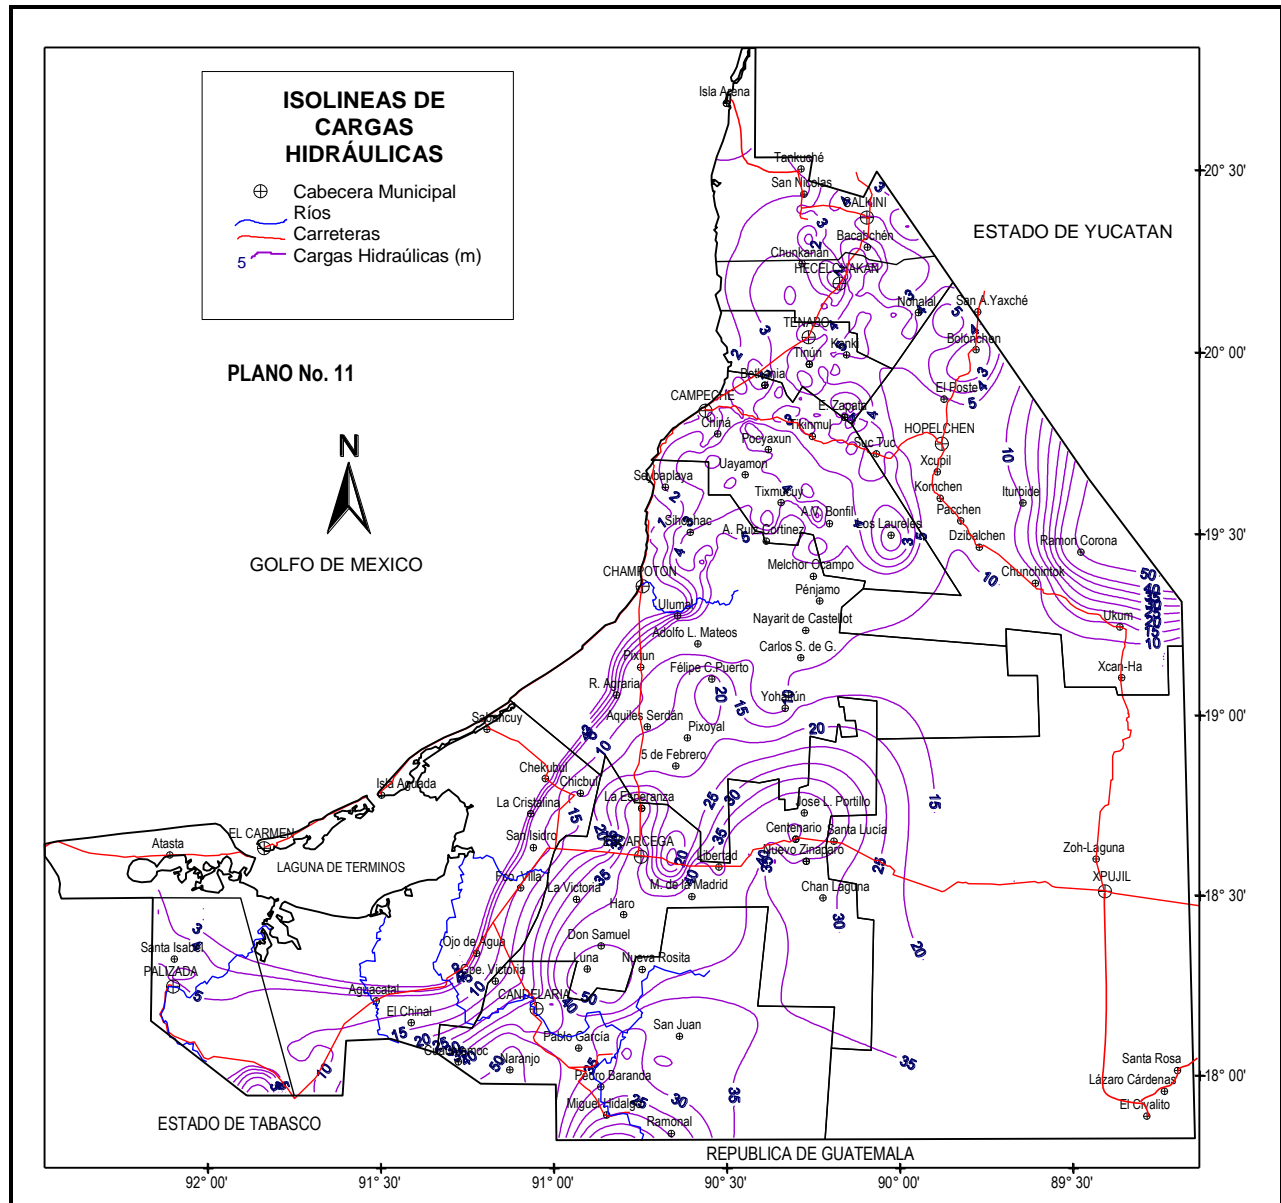 ISOLINEAS DE
CARGAS
HIDRÁULICAS
Cabecera Municipal
Ríos
Carreteras
5 Cargas Hidraúlicas (m)
PLANO No. 11
N
GOLFO DE MEXICO
ESTADO DE YUCATAN
ESTADO DE TABASCO
REPUBLICA DE GUATEMALA
LAGUNA DE TERMINOS
Isla Arena
Tankuché
San Nicolas
CALKINI
Bacabchén
Chunkanan
HECELCHAKAN
Nohalal
San A.Yaxché
TENABO
Kanki
Tinún
Bolonchen
Bethania
El Poste
CAMPECHE
E. Zapata
Chiná
Tikinmul
HOPELCHEN
Pocyaxun
Suc Tuc
Xcupil
Uayamon
Seybaplaya
Tixmucuy
Komchen
Iturbide
A.V. Bonfil
Pacchen
Sihochac
A. Ruiz Cortinez
Los Laureles
Dzibalchen
Ramon Corona
CHAMPOTON
Melchor Ocampo
Chunchintok
Pénjamo
Ulumal
Nayarit de Castellot
Ukum
Adolfo L. Mateos
Carlos S. de G.
Pixtun
Félipe C.Puerto
Xcan-Ha
R. Agraria
Yohaltun
Aquiles Serdán
Sabancuy
Pixoyal
5 de Febrero
Chekubul
Chicbul
Isla Aguada
La Cristalina
La Esperanza
Jose L. Portillo
Centenario
Santa Lucía
EL CARMEN
Atasta
San Isidro
ESCARCEGA
Nuevo Zinaparo
Libertad
Zoh-Laguna
XPUJIL
Fco. Villa
La Victoria
M. de la Madrid
Chan Laguna
Haro
Don Samuel
Santa Isabel
Ojo de Agua
Luna
Nueva Rosita
PALIZADA
Gpe. Victoria
Aguacatal
CANDELARIA
El Chinal
San Juan
Pablo García
Naranjo
Pedro Baranda
Miguel Hidalgo
Ramonal
Santa Rosa
Lázaro Cárdenas
El Civalito
20° 30'
20° 00'
19° 30'
19° 00'
18° 30'
18° 00'
92° 00'
91° 30'
91° 00'
90° 30'
90° 00'
89° 30'